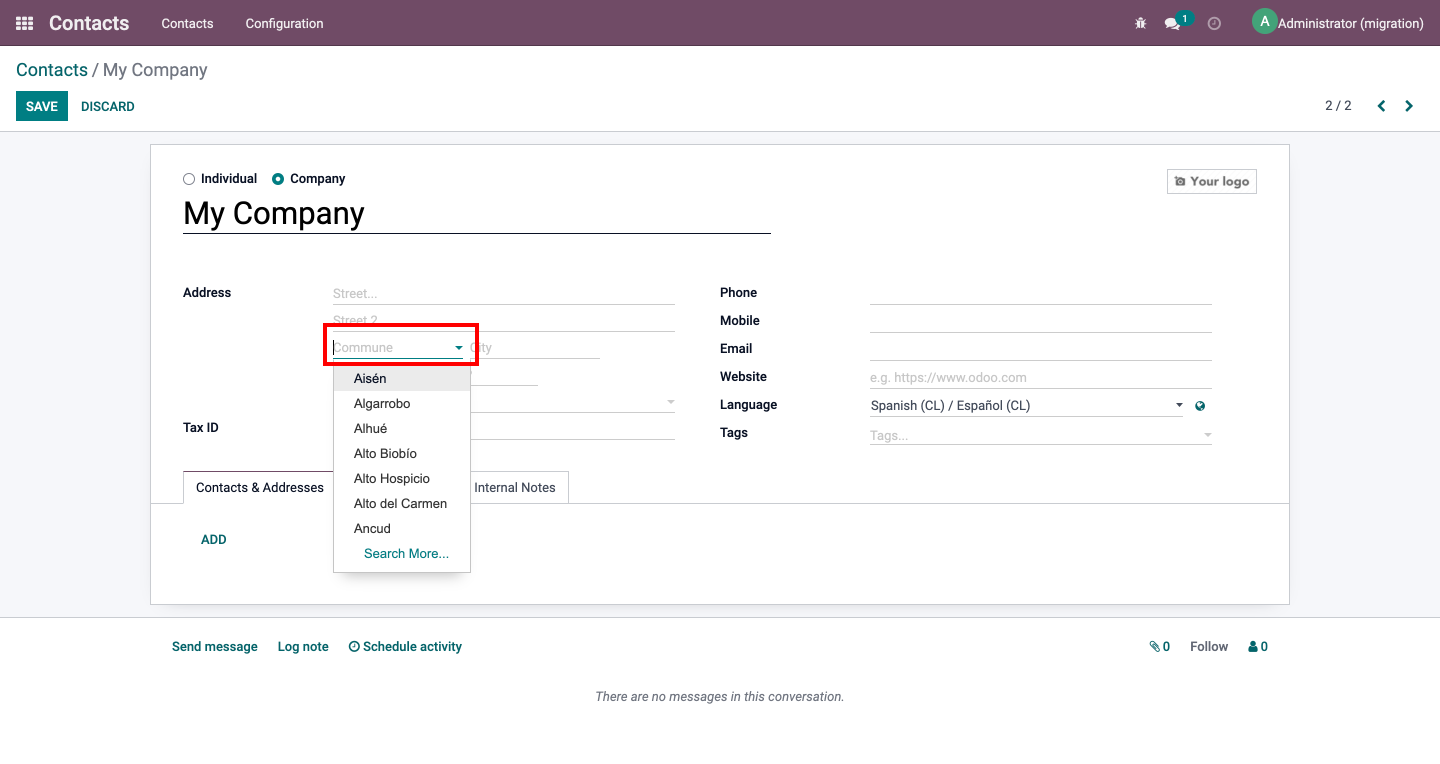 Contacts Contacts Configuration 1 A Administrator (migration)
Contacts / My Company
SAVE DISCARD 2 / 2
Individual Company Your logo
My Company
Address Street... Phone
Street 2 Mobile
Commune City Email
Website e.g. https://www.odoo.com
Language Spanish (CL) / Español (CL)
Tax ID Tags Tags...
Aisén
Algarrobo
Alhué
Alto Biobío
Alto Hospicio
Alto del Carmen
Ancud
Search More...
Contacts & Addresses Internal Notes
ADD
Send message Log note Schedule activity 0 Follow 0
There are no messages in this conversation.